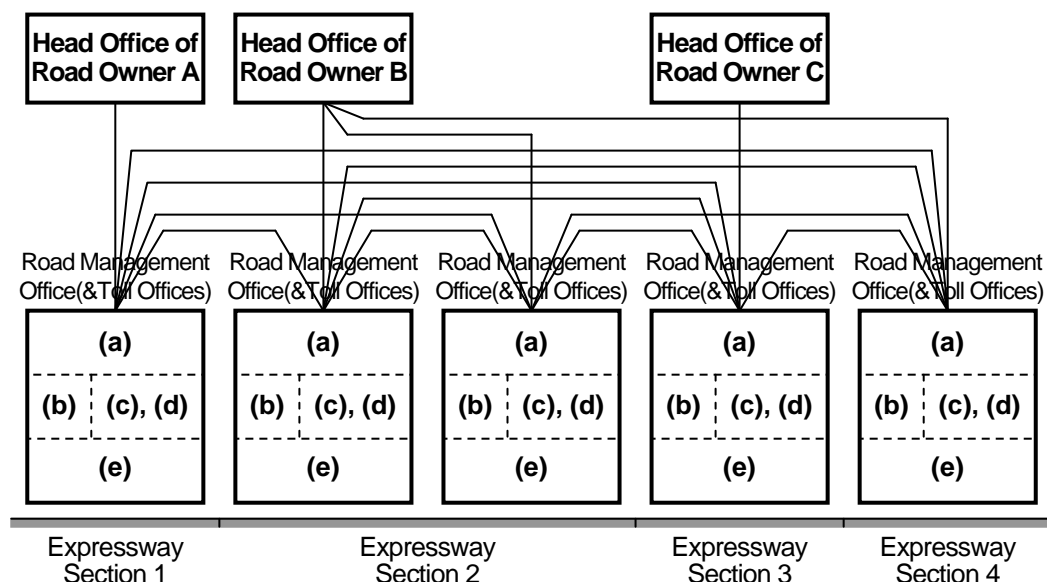 Head Office of
Road Owner A
Head Office of
Road Owner B
Head Office of
Road Owner C
Road Management
Office(&Toll Offices)
Road Management
Office(&Toll Offices)
Road Management
Office(&Toll Offices)
Road Management
Office(&Toll Offices)
Road Management
Office(&Toll Offices)
(a)
(b)
(c), (d)
(e)
(a)
(b)
(c), (d)
(e)
(a)
(b)
(c), (d)
(e)
(a)
(b)
(c), (d)
(e)
(a)
(b)
(c), (d)
(e)
Expressway
Section 1
Expressway
Section 2
Expressway
Section 3
Expressway
Section 4